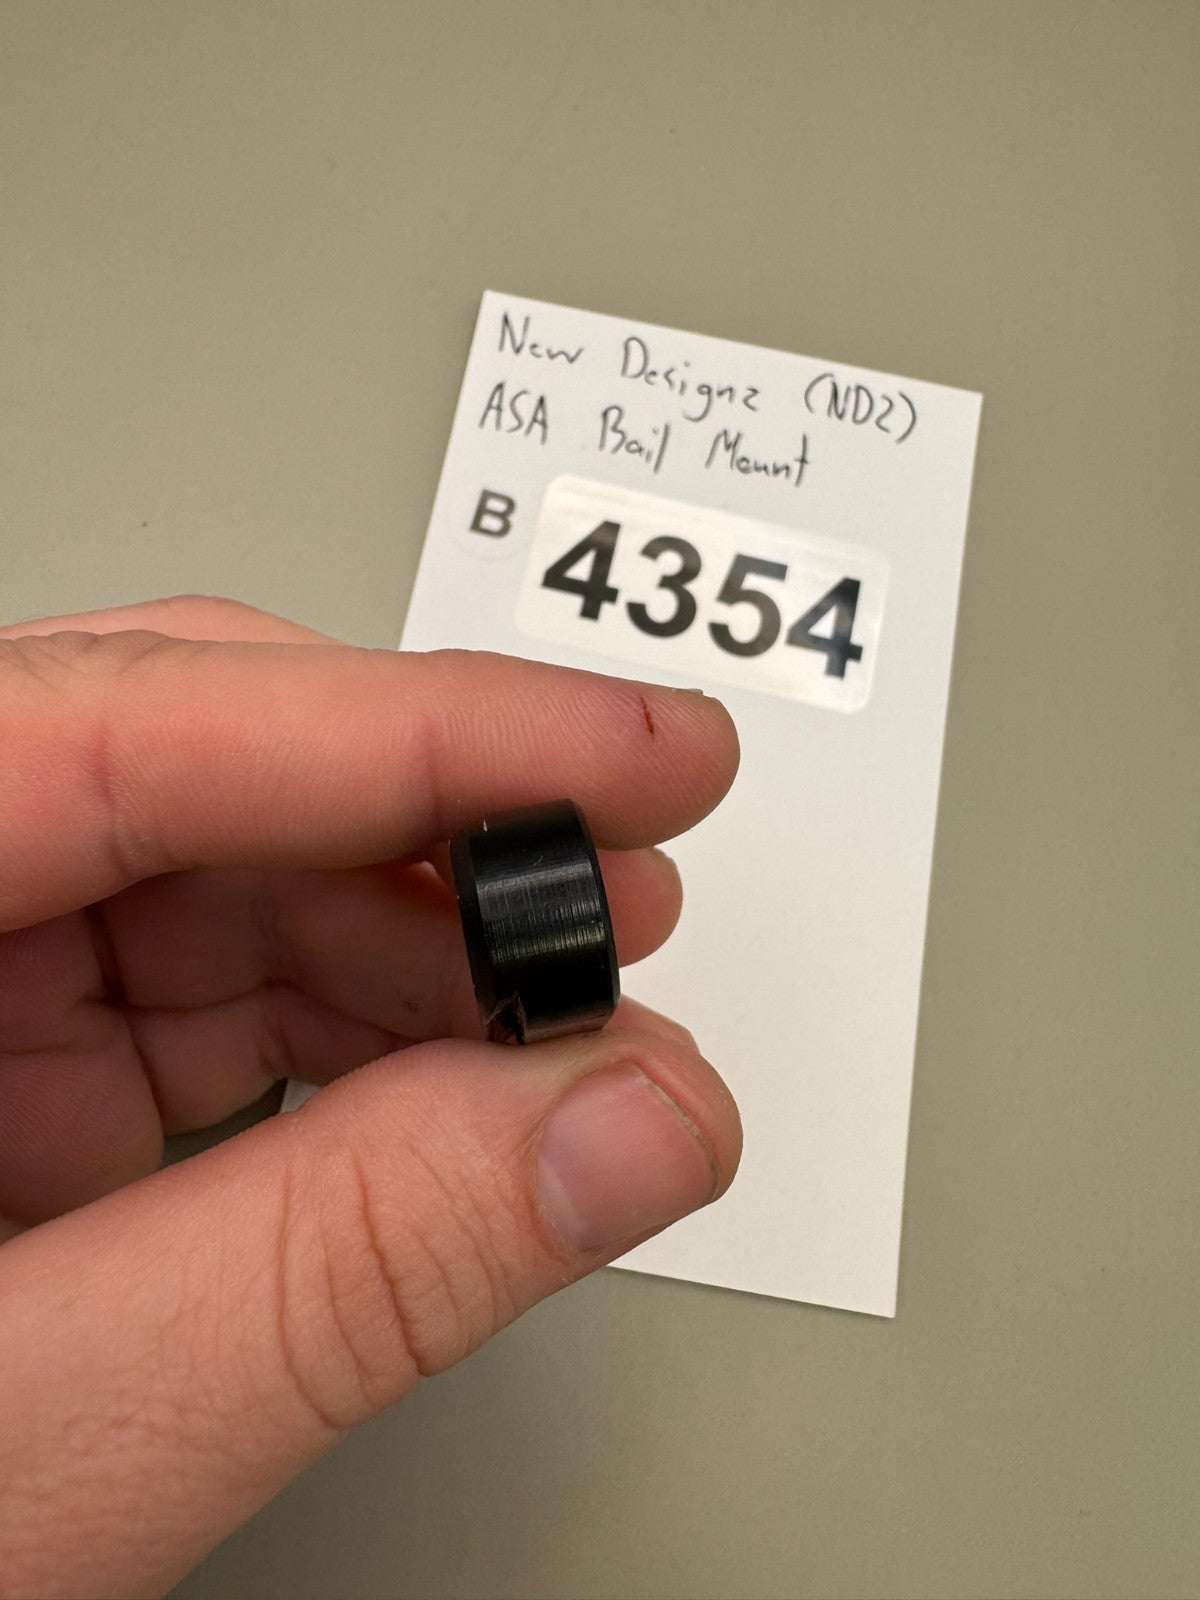 New Designz (NDZ)
ASA Bail Mount
B 4354